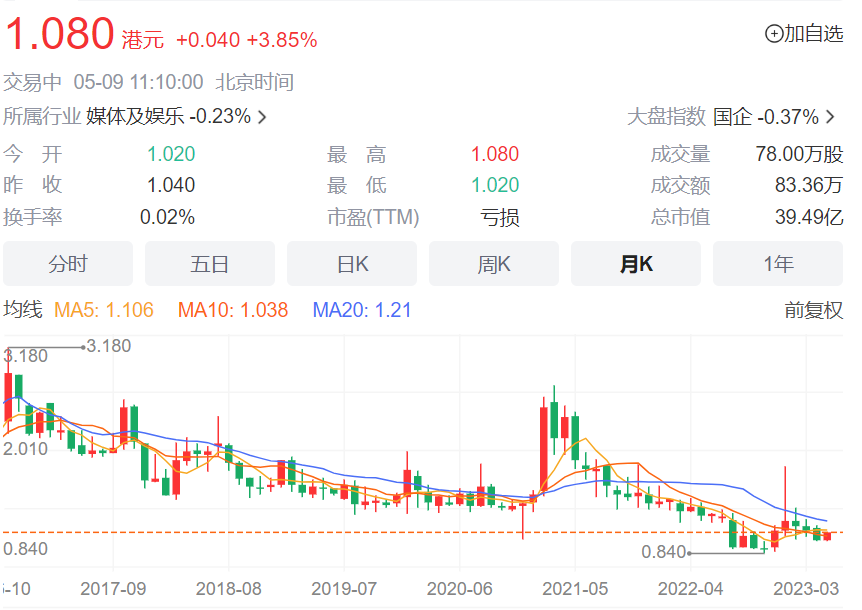 1.080 港元 +0.040 +3.85% 加自选
交易中 05-09 11:10:00 北京时间
所属行业 媒体及娱乐 -0.23% 大盘指数 国企 -0.37%
今 开 1.020 最 高 1.080 成交量 78.00万股
昨 收 1.040 最 低 1.020 成交额 83.36万
换手率 0.02% 市盈(TTM) 亏损 总市值 39.49亿
分时 五日 日K 周K 月K 1年
均线 MA5: 1.106 MA10: 1.038 MA20: 1.21 前复权
3.180
3.180
2.010
0.840
0.840
-10 2017-09 2018-08 2019-07 2020-06 2021-05 2022-04 2023-03